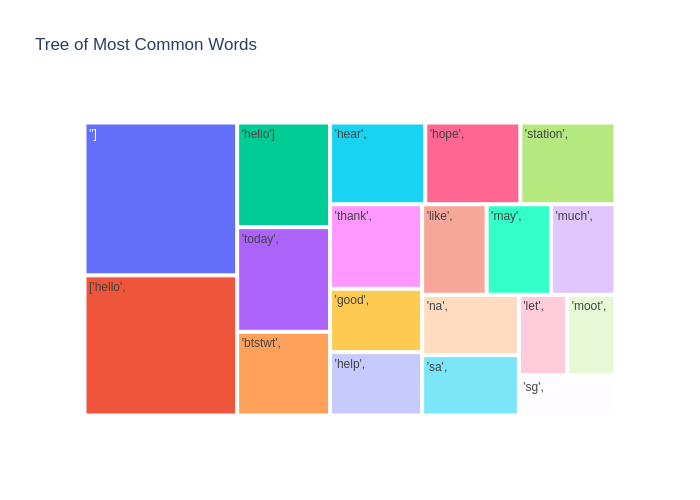 Tree of Most Common Words
'']
['hello',
'hello']
'today',
'btstwt',
'hear',
'hope',
'station',
'thank',
'like',
'may',
'much',
'good',
'help',
'na',
'sa',
'let',
'moot',
'sg',